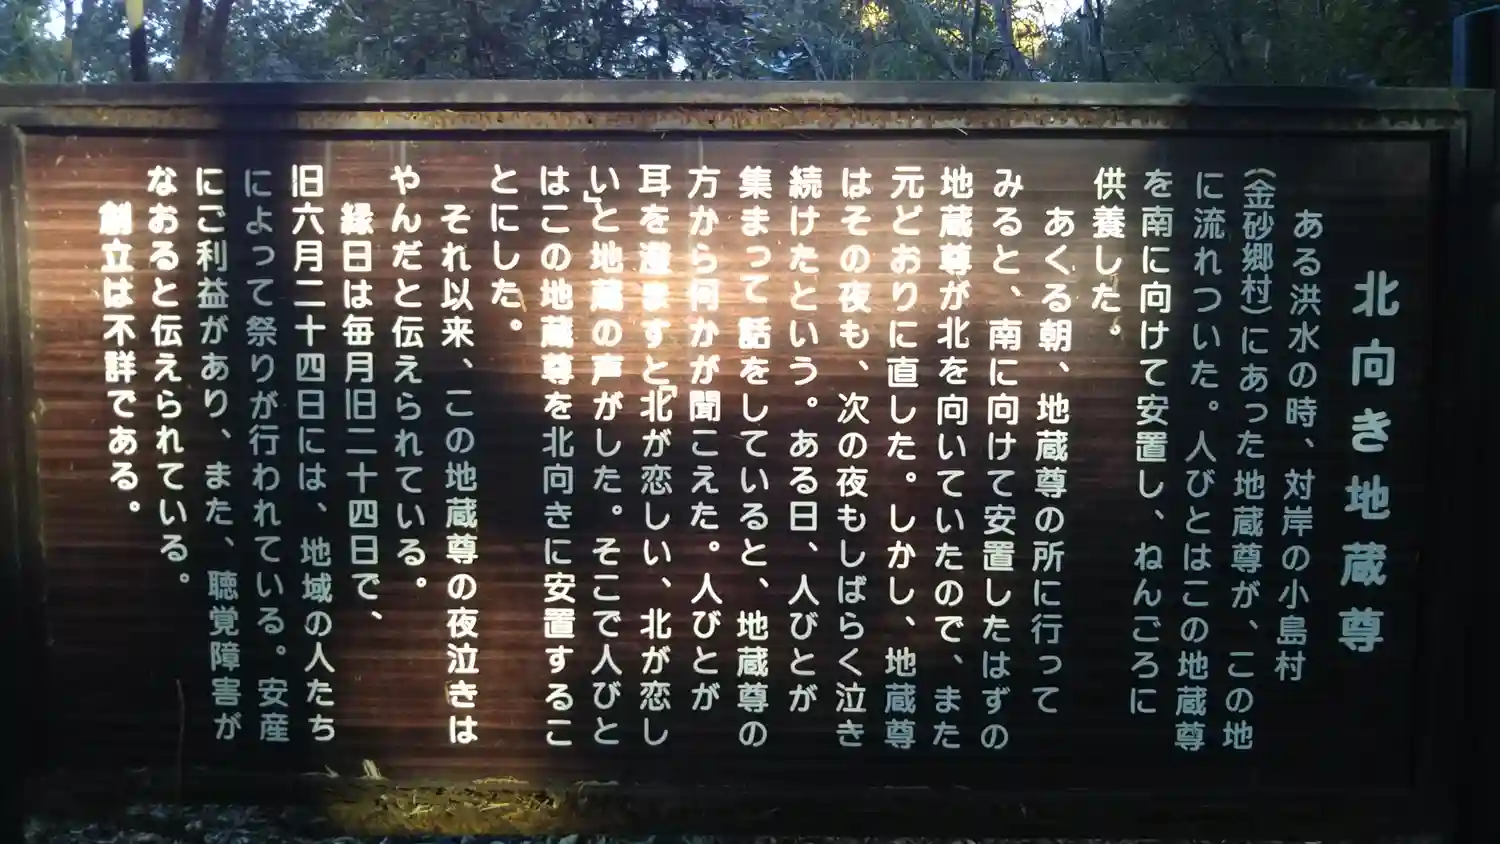 北向き地蔵尊
ある洪水の時、対岸の小島村
(金砂郷村)にあった地蔵尊が、この地
に流れついた。人びとはこの地蔵尊
を南に向けて安置し、ねんごろに
供養した。
あくる朝、地蔵尊の所に行って
みると、南に向けて安置したはずの
地蔵尊が北を向いていたので、また
元どおりに直した。しかし、地蔵尊
はその夜も、次の夜もしばらく泣き
続けたという。ある日、人びとが
集まって話をしていると、地蔵尊の
方から何かが聞こえた。人びとが
耳を澄ますと「北が恋しい、北が恋し
い」と地蔵の声がした。そこで人びと
はこの地蔵尊を北向きに安置するこ
とにした。
それ以来、この地蔵尊の夜泣きは
やんだと伝えられている。
縁日は毎月旧二十四日で、
旧六月二十四日には、地域の人たち
によって祭りが行われている。安産
にご利益があり、また、聴覚障害が
なおると伝えられている。
創立は不詳である。